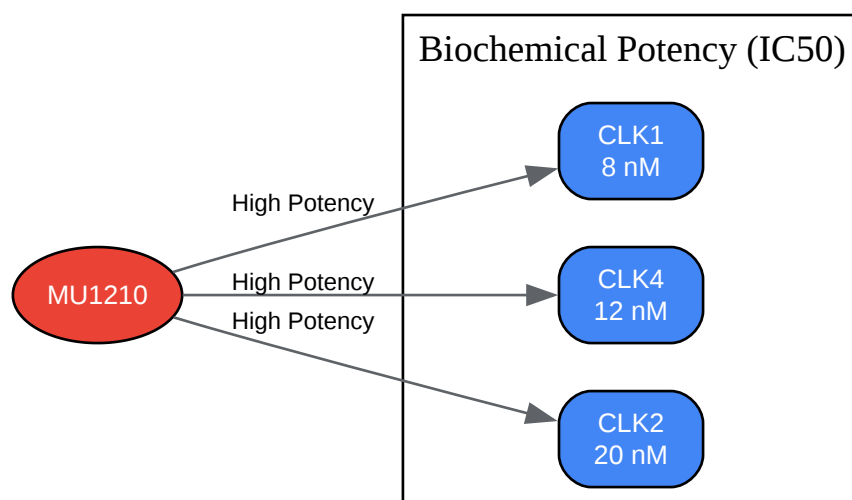 Biochemical Potency (IC50)
CLK1
8 nM
High Potency
MU1210
High Potency
CLK4
12 nM
High Potency
CLK2
20 nM